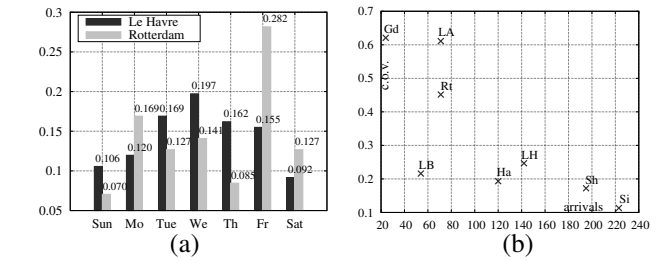 0.3
0.25
0.2
0.15
0.1
0.05
Le Havre
Rotterdam
0.106
0.070
0.120
0.169
0.169
0.127
0.197
0.141
0.162
0.085
0.155
0.282
0.092
0.127
Sun Mo Tue We Th Fr Sat
(a)
0.7
0.6
0.5
0.4
0.3
0.2
0.1
c.o.v.
Gd
LA
Rt
LB
Ha
LH
Sh
Si
arrivals
20 40 60 80 100 120 140 160 180 200 220 240
(b)